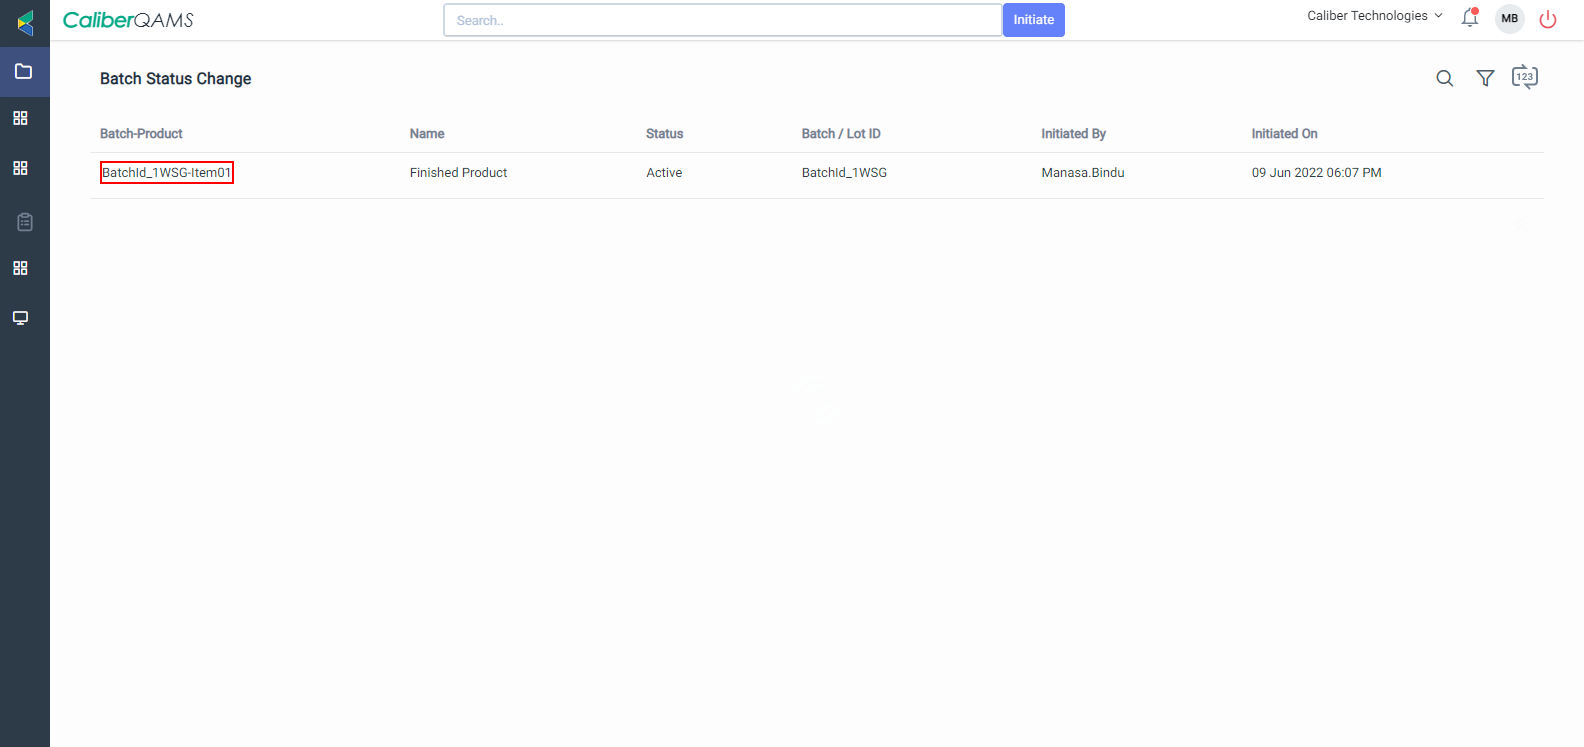 CaliberQAMS
Search..
Initiate
Caliber Technologies
MB
Batch Status Change
123
Batch-Product Name Status Batch / Lot ID Initiated By Initiated On
BatchId_1WSG-Item01 Finished Product Active BatchId_1WSG Manasa.Bindu 09 Jun 2022 06:07 PM